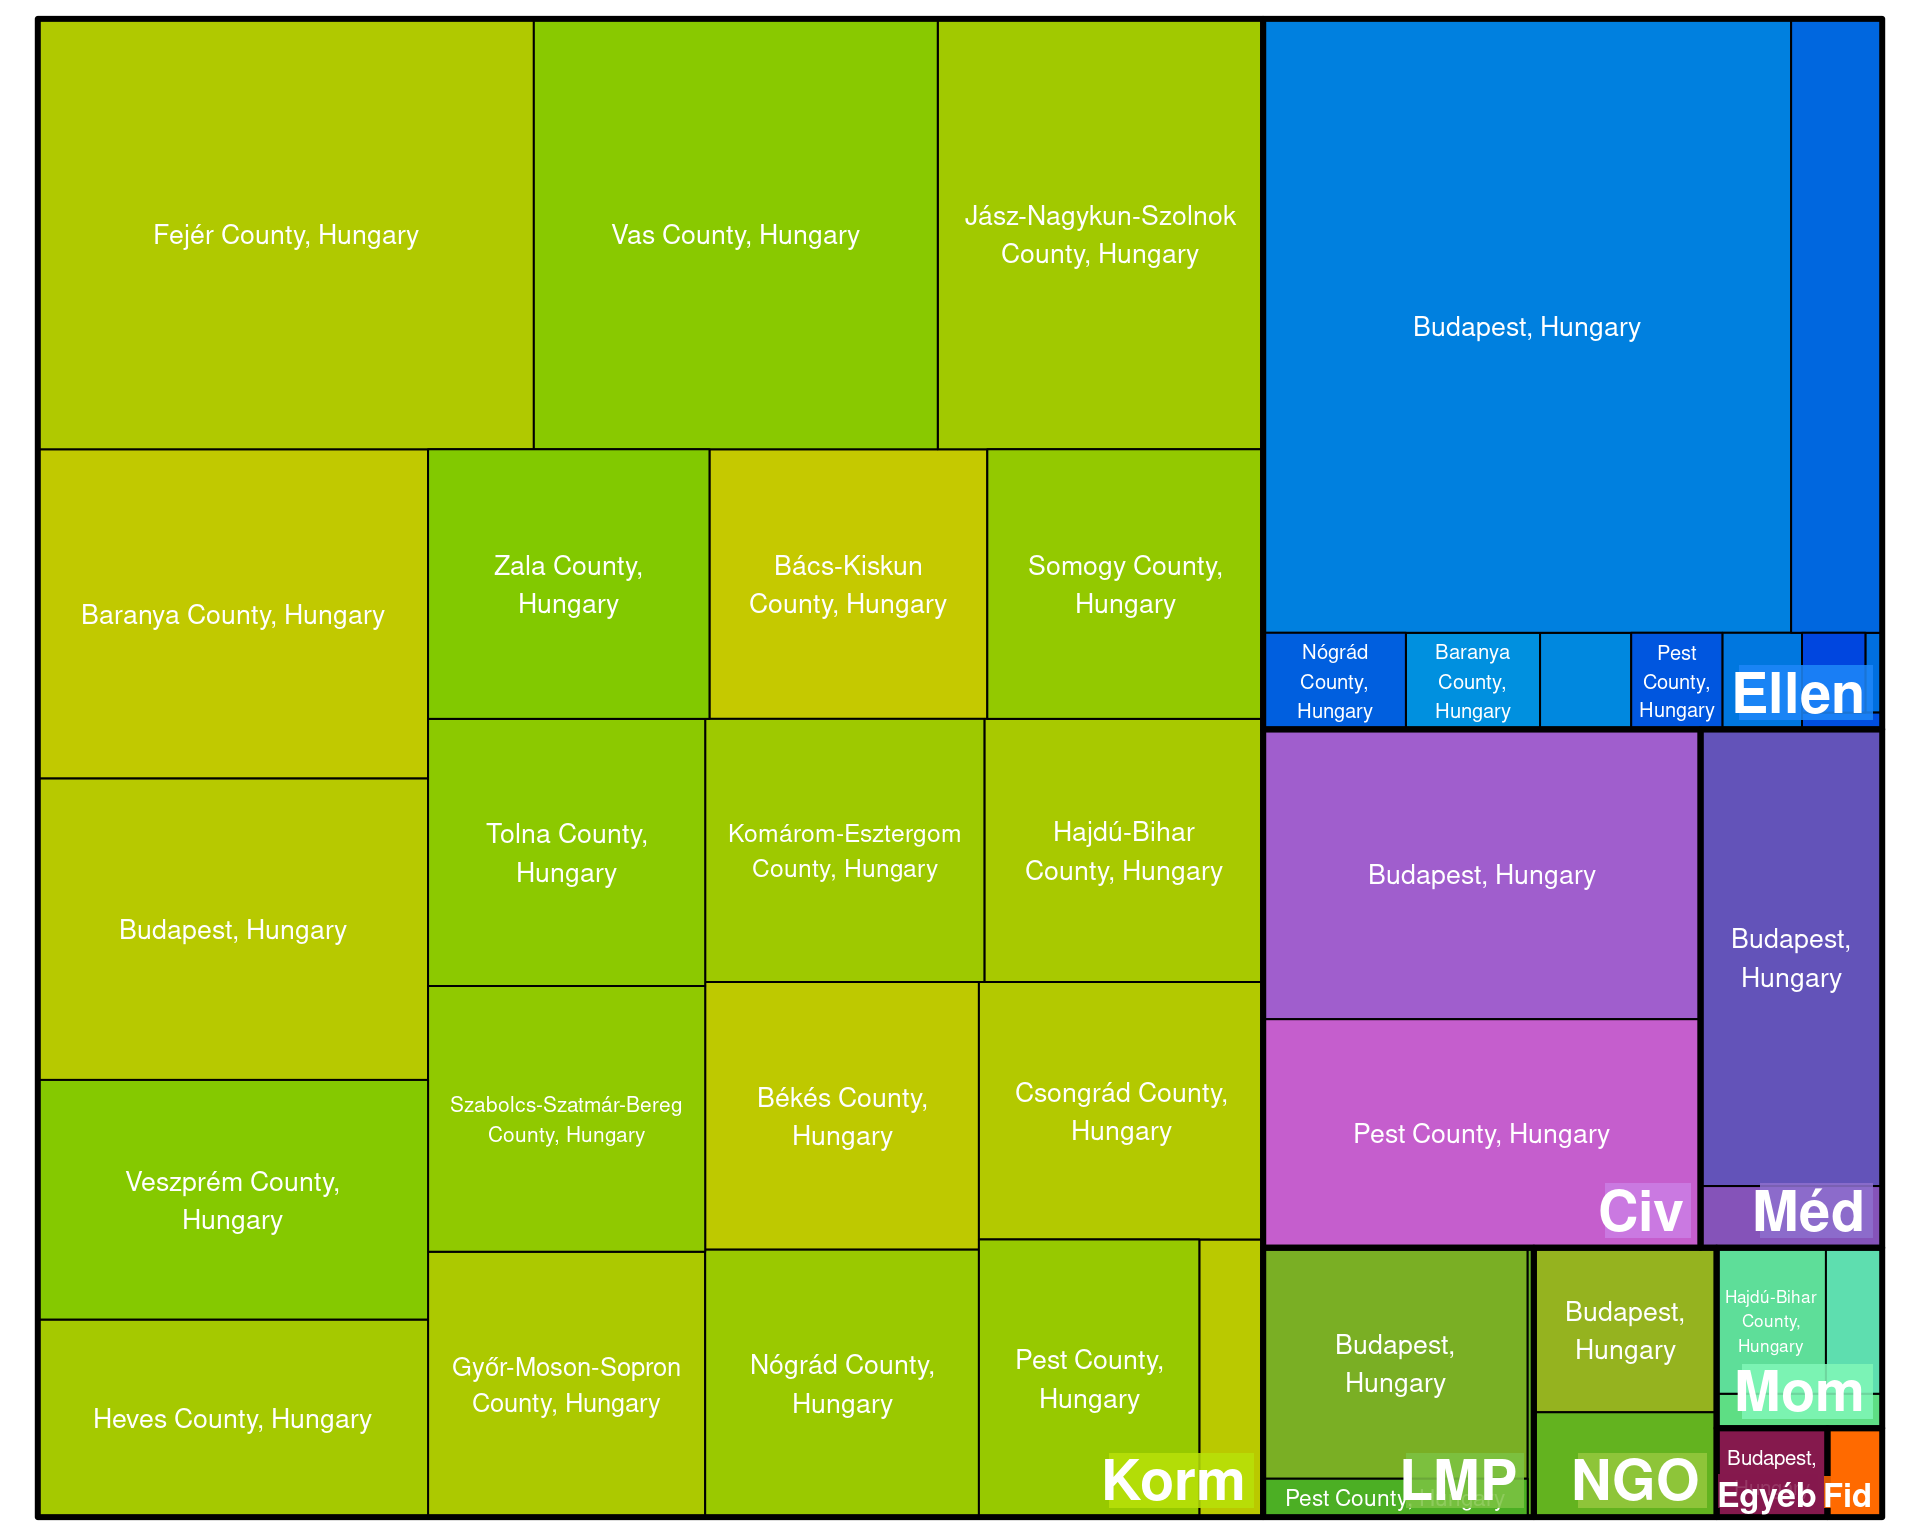 Fejér County, Hungary
Vas County, Hungary
Jász-Nagykun-Szolnok
County, Hungary
Baranya County, Hungary
Zala County,
Hungary
Bács-Kiskun
County, Hungary
Somogy County,
Hungary
Budapest, Hungary
Tolna County,
Hungary
Komárom-Esztergom
County, Hungary
Hajdú-Bihar
County, Hungary
Szabolcs-Szatmár-Bereg
County, Hungary
Békés County,
Hungary
Csongrád County,
Hungary
Veszprém County,
Hungary
Heves County, Hungary
Győr-Moson-Sopron
County, Hungary
Nógrád County,
Hungary
Pest County,
Hungary
Korm
Budapest, Hungary
Nógrád
County,
Hungary
Baranya
County,
Hungary
Pest
County,
Hungary
Ellen
Budapest, Hungary
Pest County, Hungary
Civ
Budapest,
Hungary
Méd
Budapest,
Hungary
Pest County, Hungary
LMP
Budapest,
Hungary
NGO
Hajdú-Bihar
County,
Hungary
Mom
Budapest,
Hungary
Egyéb
Fid